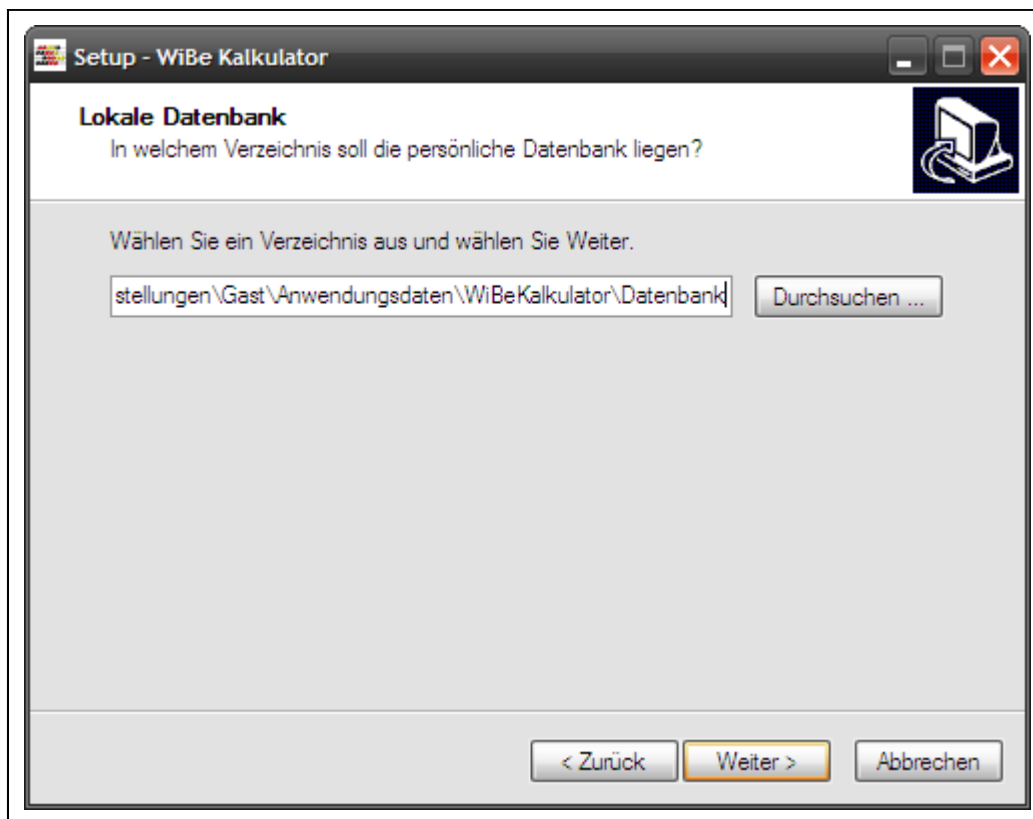 Setup - WiBe Kalkulator
Lokale Datenbank
In welchem Verzeichnis soll die persönliche Datenbank liegen?
Wählen Sie ein Verzeichnis aus und wählen Sie Weiter.
stellungen\Gast\Anwendungsdaten\WiBeKalkulator\Datenbank
Durchsuchen ...
< Zurück
Weiter >
Abbrechen